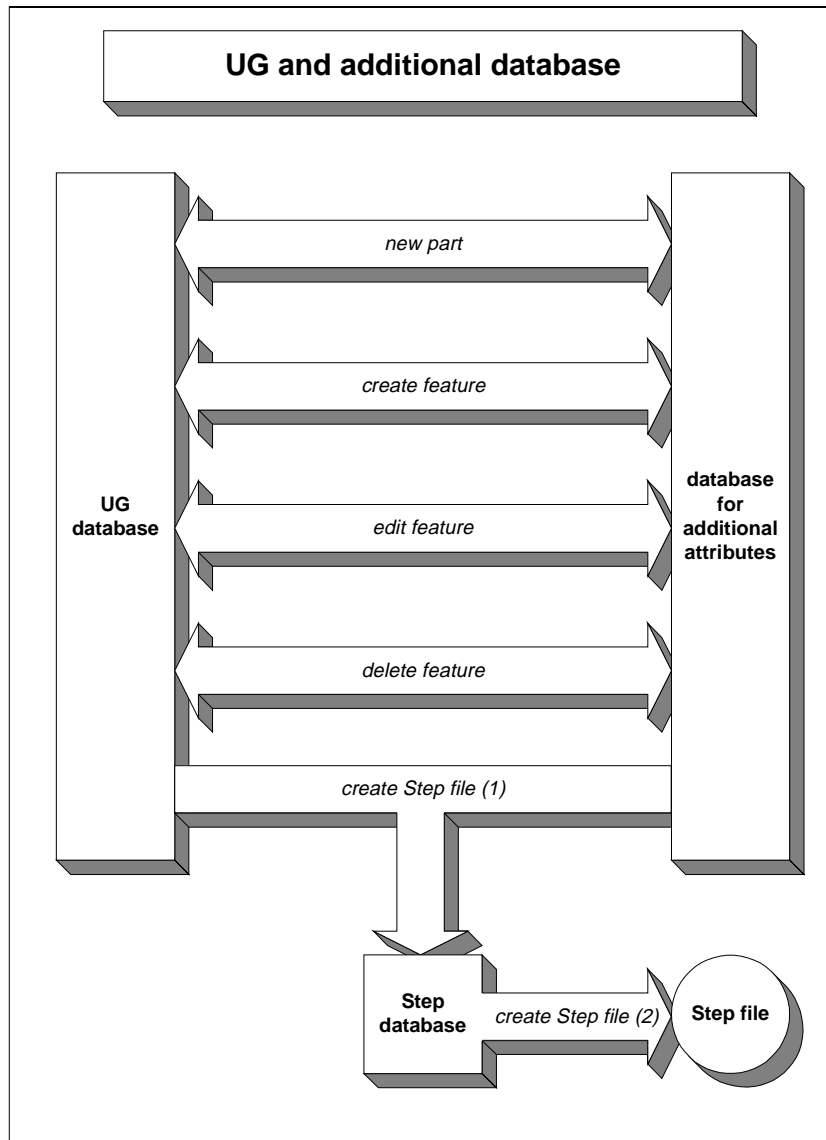 UG and additional database
new part
create feature
UG
database
edit feature
database
for
additional
attributes
delete feature
create Step file (1)
Step
database
create Step file (2)
Step file